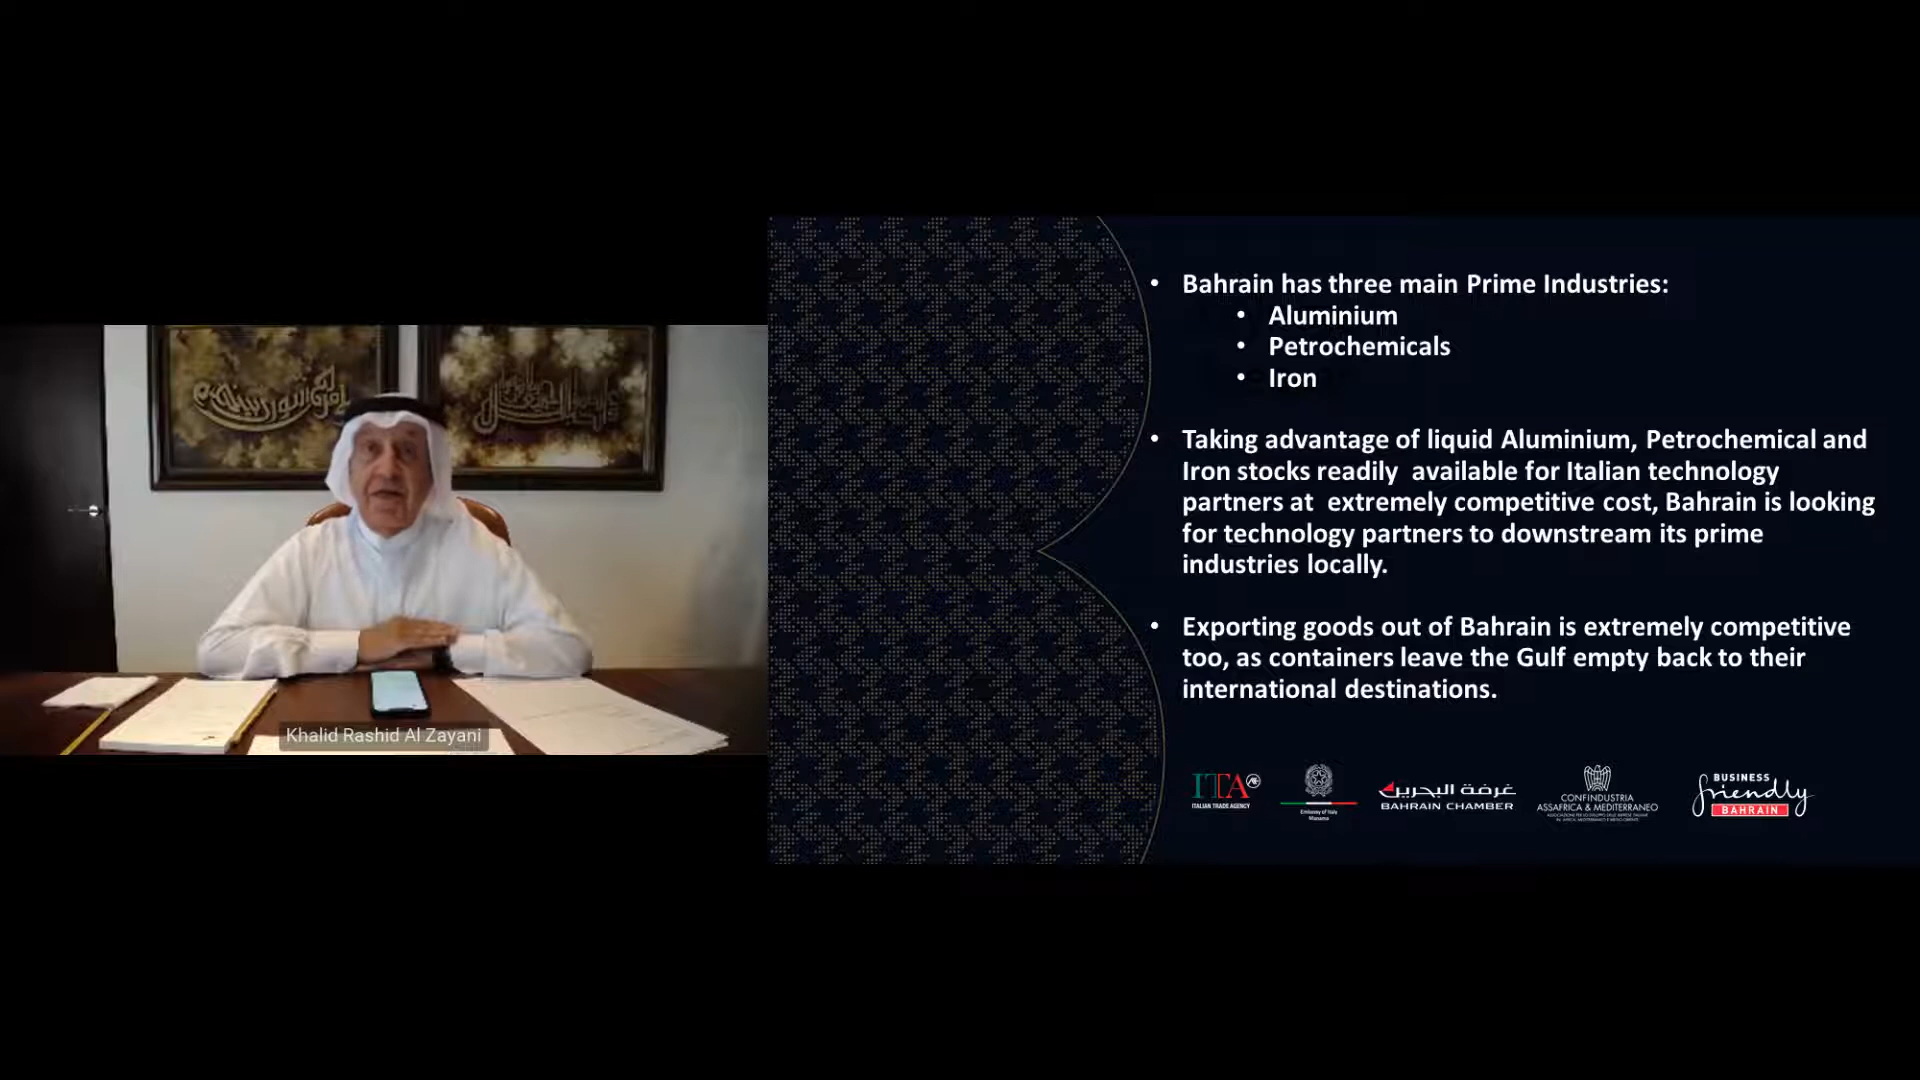 Khalid Rashid Al Zayani
• Bahrain has three main Prime Industries:
• Aluminium
• Petrochemicals
• Iron
• Taking advantage of liquid Aluminium, Petrochemical and
Iron stocks readily available for Italian technology
partners at extremely competitive cost, Bahrain is looking
for technology partners to downstream its prime
industries locally.
• Exporting goods out of Bahrain is extremely competitive
too, as containers leave the Gulf empty back to their
international destinations.
ITA
ITALIAN TRADE AGENCY
Embassy of Italy
Manama
غرفة البحرين
BAHRAIN CHAMBER
CONFINDUSTRIA
ASSAFRICA & MEDITERRANEO
BUSINESS
friendly
BAHRAIN